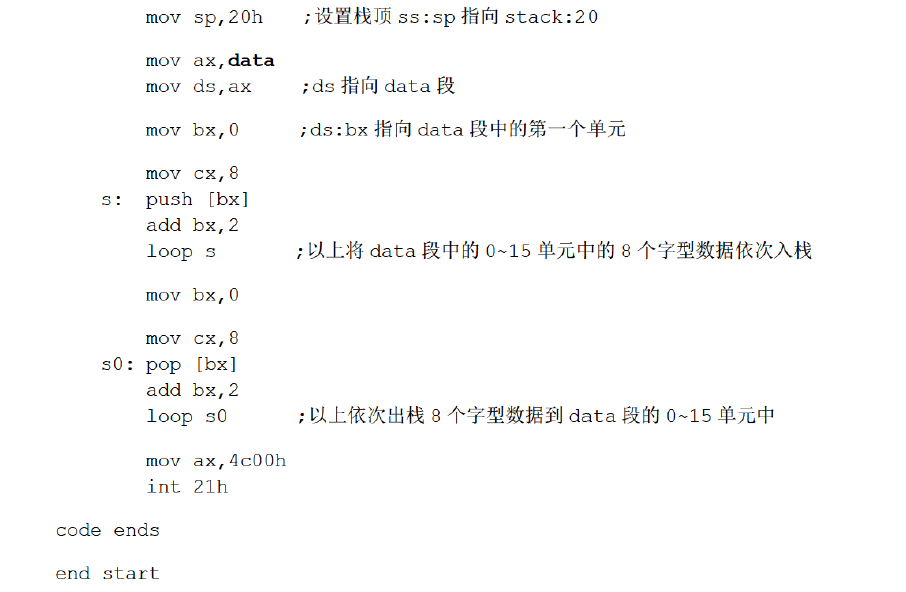 mov sp,20h ;设置栈顶 ss:sp 指向 stack:20
mov ax,data
mov ds,ax ;ds 指向 data 段
mov bx,0 ;ds:bx 指向 data 段中的第一个单元
mov cx,8
s: push [bx]
add bx,2
loop s ;以上将 data 段中的 0~15 单元中的 8 个字型数据依次入栈
mov bx,0
mov cx,8
s0: pop [bx]
add bx,2
loop s0 ;以上依次出栈 8 个字型数据到 data 段的 0~15 单元中
mov ax,4c00h
int 21h
code ends
end start